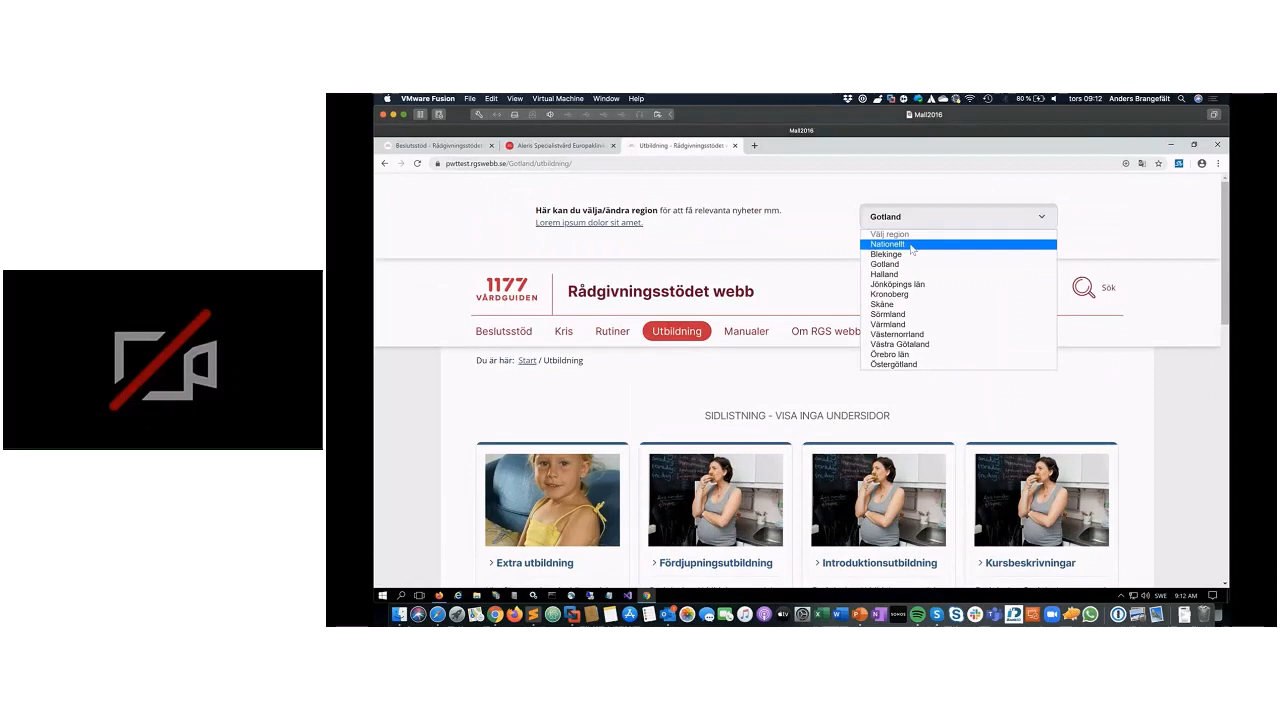 VMware Fusion File Edit View Virtual Machine Window Help 80 % tors 09:12 Anders Brangefält
Mall2016
Mall2016
Beslutsstöd - Rådgivningsstödet Aleris Specialistvård Europaklin Utbildning - Rådgivningsstödet -
pwttest.rgswebb.se/Gotland/utbildning/
Här kan du välja/ändra region för att få relevanta nyheter mm.
Lorem ipsum dolor sit amet.
Gotland
Välj region
Nationellt
Blekinge
Gotland
Halland
Jönköpings län
Kronoberg
Skåne
Sörmland
Värmland
Västernorrland
Västra Götaland
Örebro län
Östergötland
1177
VÅRDGUIDEN
Rådgivningsstödet webb
Sök
Beslutsstöd Kris Rutiner Utbildning Manualer Om RGS webb
Du är här: Start / Utbildning
SIDLISTNING - VISA INGA UNDERSIDOR
Extra utbildning
Fördjupningsutbildning
Introduktionsutbildning
Kursbeskrivningar
SWE 9:12 AM